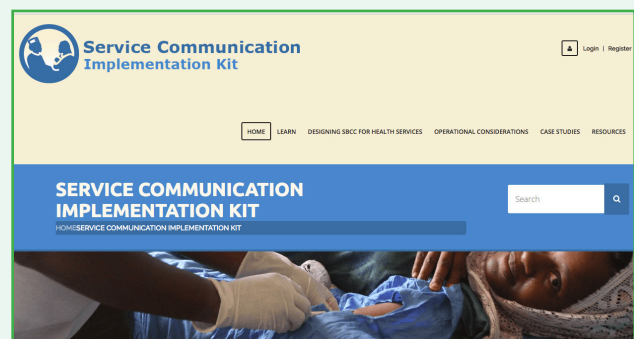 Service Communication
Implementation Kit
Login | Register
HOME LEARN DESIGNING SBCC FOR HEALTH SERVICES OPERATIONAL CONSIDERATIONS CASE STUDIES RESOURCES
SERVICE COMMUNICATION
IMPLEMENTATION KIT
HOMESERVICE COMMUNICATION IMPLEMENTATION KIT
Search